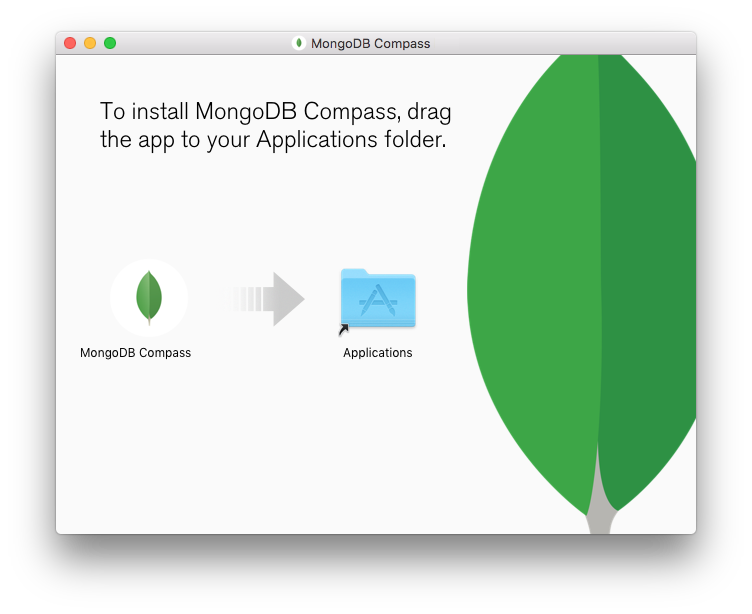 MongoDB Compass
To install MongoDB Compass, drag
the app to your Applications folder.
MongoDB Compass
Applications